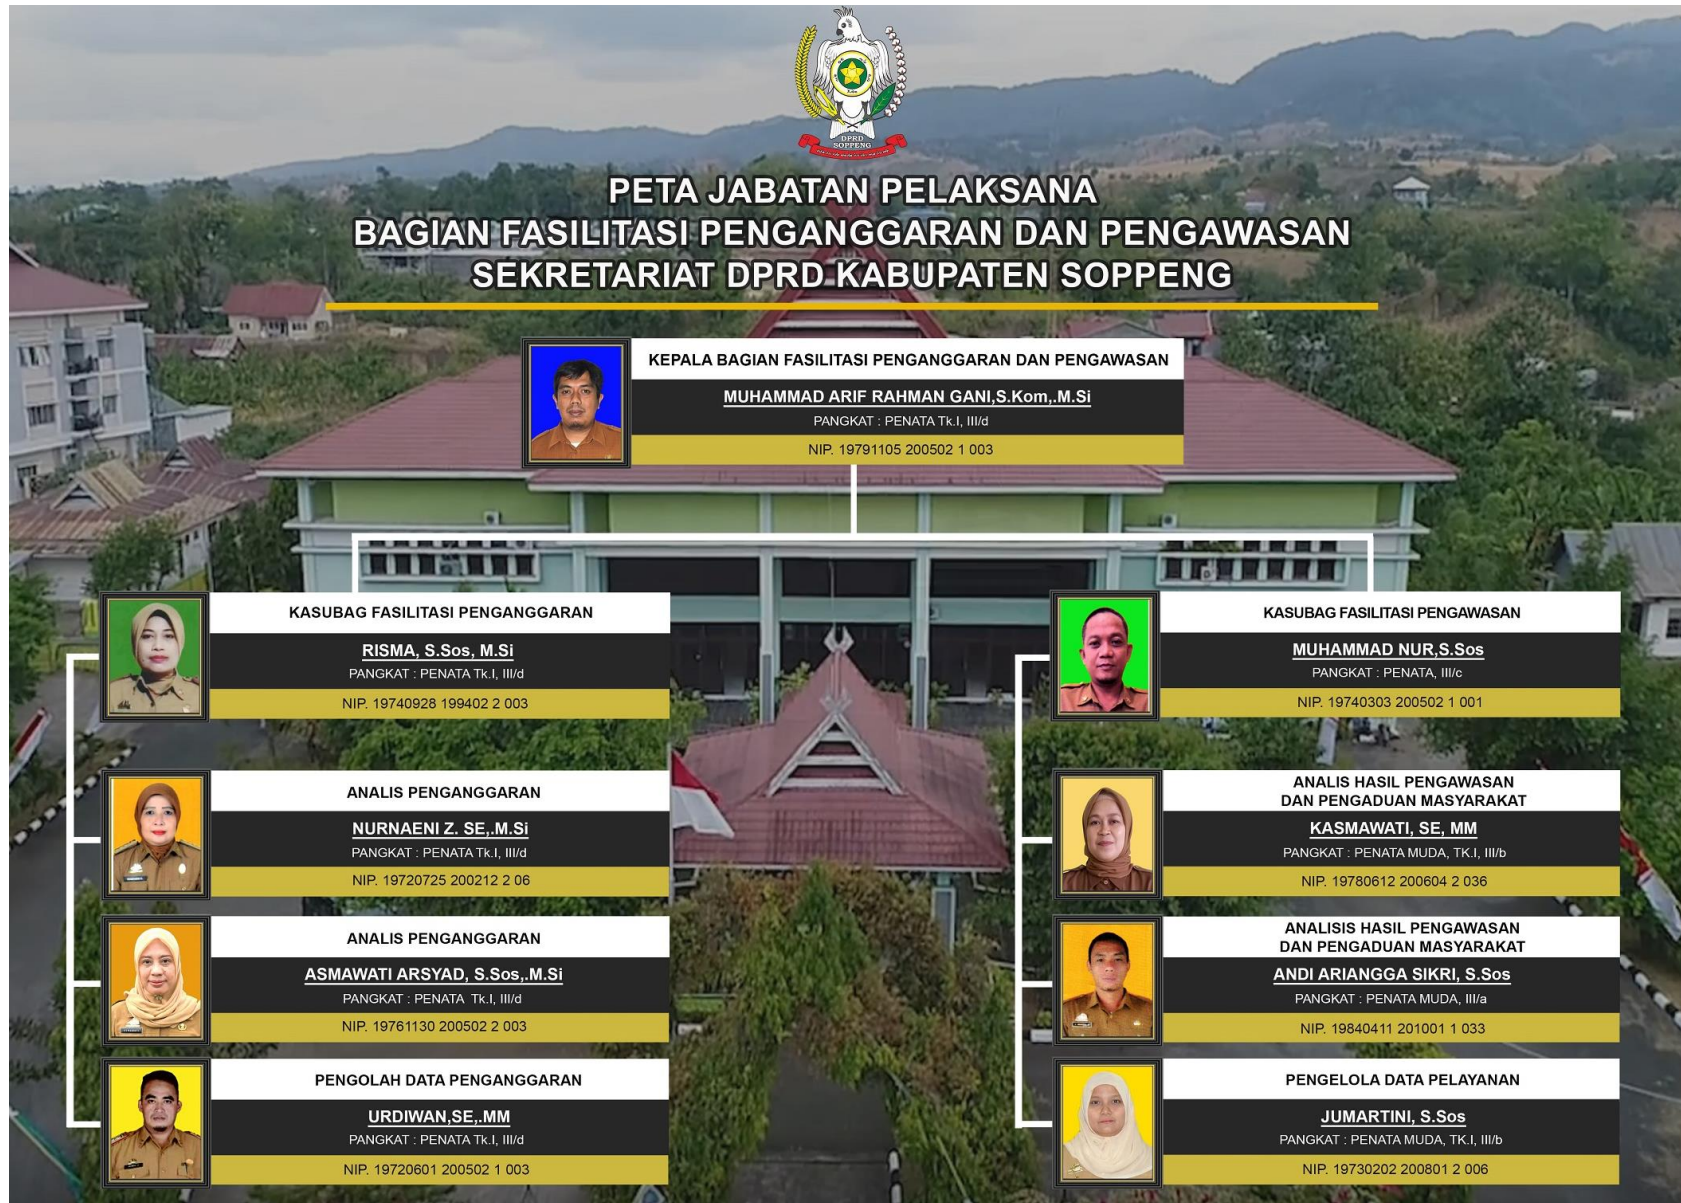 DPRD
SOPPENG
PETA JABATAN PELAKSANA
BAGIAN FASILITASI PENGANGGARAN DAN PENGAWASAN
SEKRETARIAT DPRD KABUPATEN SOPPENG
KEPALA BAGIAN FASILITASI PENGANGGARAN DAN PENGAWASAN
MUHAMMAD ARIF RAHMAN GANI,S.Kom,.M.Si
PANGKAT : PENATA Tk.I, III/d
NIP. 19791105 200502 1 003
KASUBAG FASILITASI PENGANGGARAN
RISMA, S.Sos, M.Si
PANGKAT : PENATA Tk.I, III/d
NIP. 19740928 199402 2 003
ANALIS PENGANGGARAN
NURNAENI Z. SE,.M.Si
PANGKAT : PENATA Tk.I, III/d
NIP. 19720725 200212 2 06
ANALIS PENGANGGARAN
ASMAWATI ARSYAD, S.Sos,.M.Si
PANGKAT : PENATA Tk.I, III/d
NIP. 19761130 200502 2 003
PENGOLAH DATA PENGANGGARAN
URDIWAN,SE,.MM
PANGKAT : PENATA Tk.I, III/d
NIP. 19720601 200502 1 003
KASUBAG FASILITASI PENGAWASAN
MUHAMMAD NUR,S.Sos
PANGKAT : PENATA, III/c
NIP. 19740303 200502 1 001
ANALIS HASIL PENGAWASAN
DAN PENGADUAN MASYARAKAT
KASMAWATI, SE, MM
PANGKAT : PENATA MUDA, TK.I, III/b
NIP. 19780612 200604 2 036
ANALISIS HASIL PENGAWASAN
DAN PENGADUAN MASYARAKAT
ANDI ARIANGGA SIKRI, S.Sos
PANGKAT : PENATA MUDA, III/a
NIP. 19840411 201001 1 033
PENGELOLA DATA PELAYANAN
JUMARTINI, S.Sos
PANGKAT : PENATA MUDA, TK.I, III/b
NIP. 19730202 200801 2 006